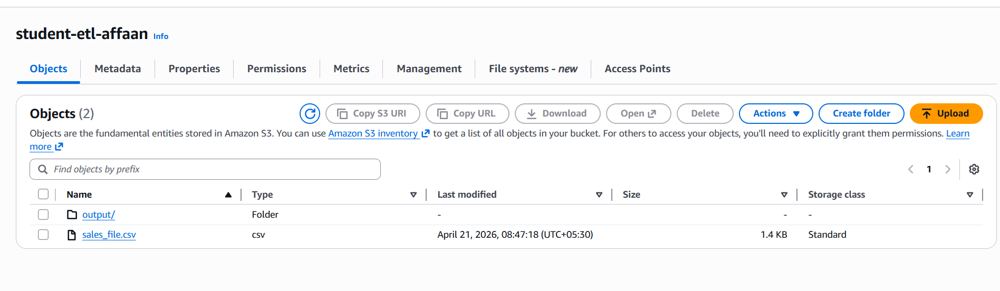 student-etl-affaan Info
Objects Metadata Properties Permissions Metrics Management File systems - new Access Points
Objects (2) Copy S3 URI Copy URL Download Open Delete Actions Create folder Upload
Objects are the fundamental entities stored in Amazon S3. You can use Amazon S3 inventory to get a list of all objects in your bucket. For others to access your objects, you'll need to explicitly grant them permissions. Learn
more
Find objects by prefix 1
Name Type Last modified Size Storage class
output/ Folder - - -
sales_file.csv csv April 21, 2026, 08:47:18 (UTC+05:30) 1.4 KB Standard